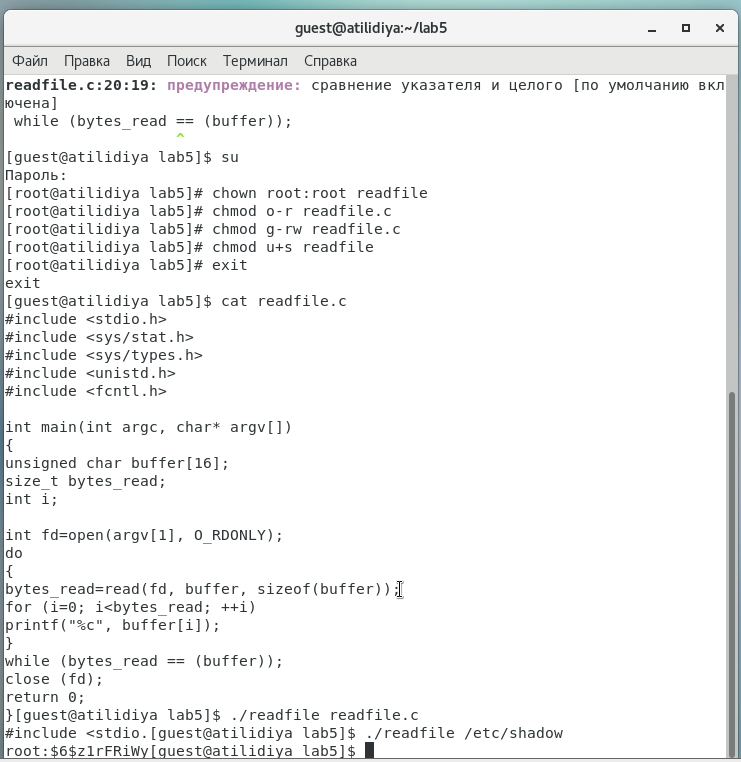 guest@atilidiya:~/lab5
Файл Правка Вид Поиск Терминал Справка
readfile.c:20:19: предупреждение: сравнение указателя и целого [по умолчанию вкл
ючена]
 while (bytes_read == (buffer));
                   ^
[guest@atilidiya lab5]$ su
Пароль:
[root@atilidiya lab5]# chown root:root readfile
[root@atilidiya lab5]# chmod o-r readfile.c
[root@atilidiya lab5]# chmod g-rw readfile.c
[root@atilidiya lab5]# chmod u+s readfile
[root@atilidiya lab5]# exit
exit
[guest@atilidiya lab5]$ cat readfile.c
#include <stdio.h>
#include <sys/stat.h>
#include <sys/types.h>
#include <unistd.h>
#include <fcntl.h>

int main(int argc, char* argv[])
{
unsigned char buffer[16];
size_t bytes_read;
int i;

int fd=open(argv[1], O_RDONLY);
do
{
bytes_read=read(fd, buffer, sizeof(buffer));
for (i=0; i<bytes_read; ++i)
printf("%c", buffer[i]);
}
while (bytes_read == (buffer));
close (fd);
return 0;
}[guest@atilidiya lab5]$ ./readfile readfile.c
#include <stdio.[guest@atilidiya lab5]$ ./readfile /etc/shadow
root:$6$z1rFRiWy[guest@atilidiya lab5]$